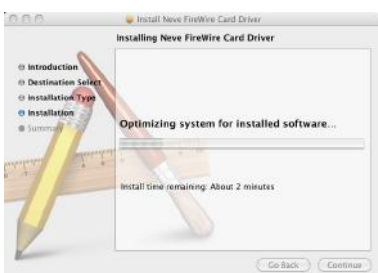 Install Neve FireWire Card Driver
Installing Neve FireWire Card Driver
Introduction
Destination Select
Installation Type
Installation
Summary
Optimizing system for installed software...
Install time remaining: About 2 minutes
Go Back
Continue